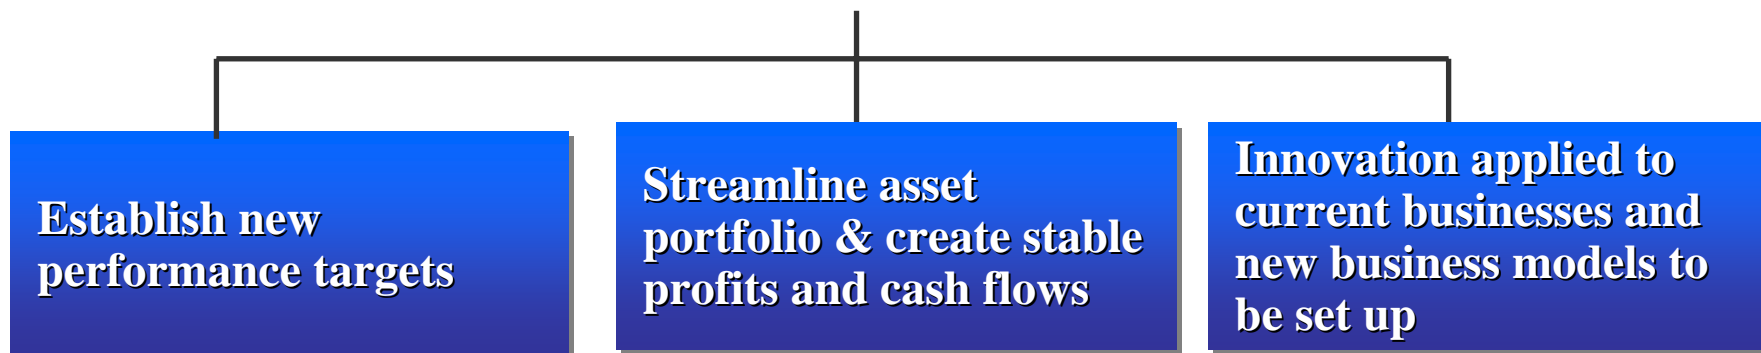 Establish new
performance targets
Streamline asset
portfolio & create stable
profits and cash flows
Innovation applied to
current businesses and
new business models to
be set up